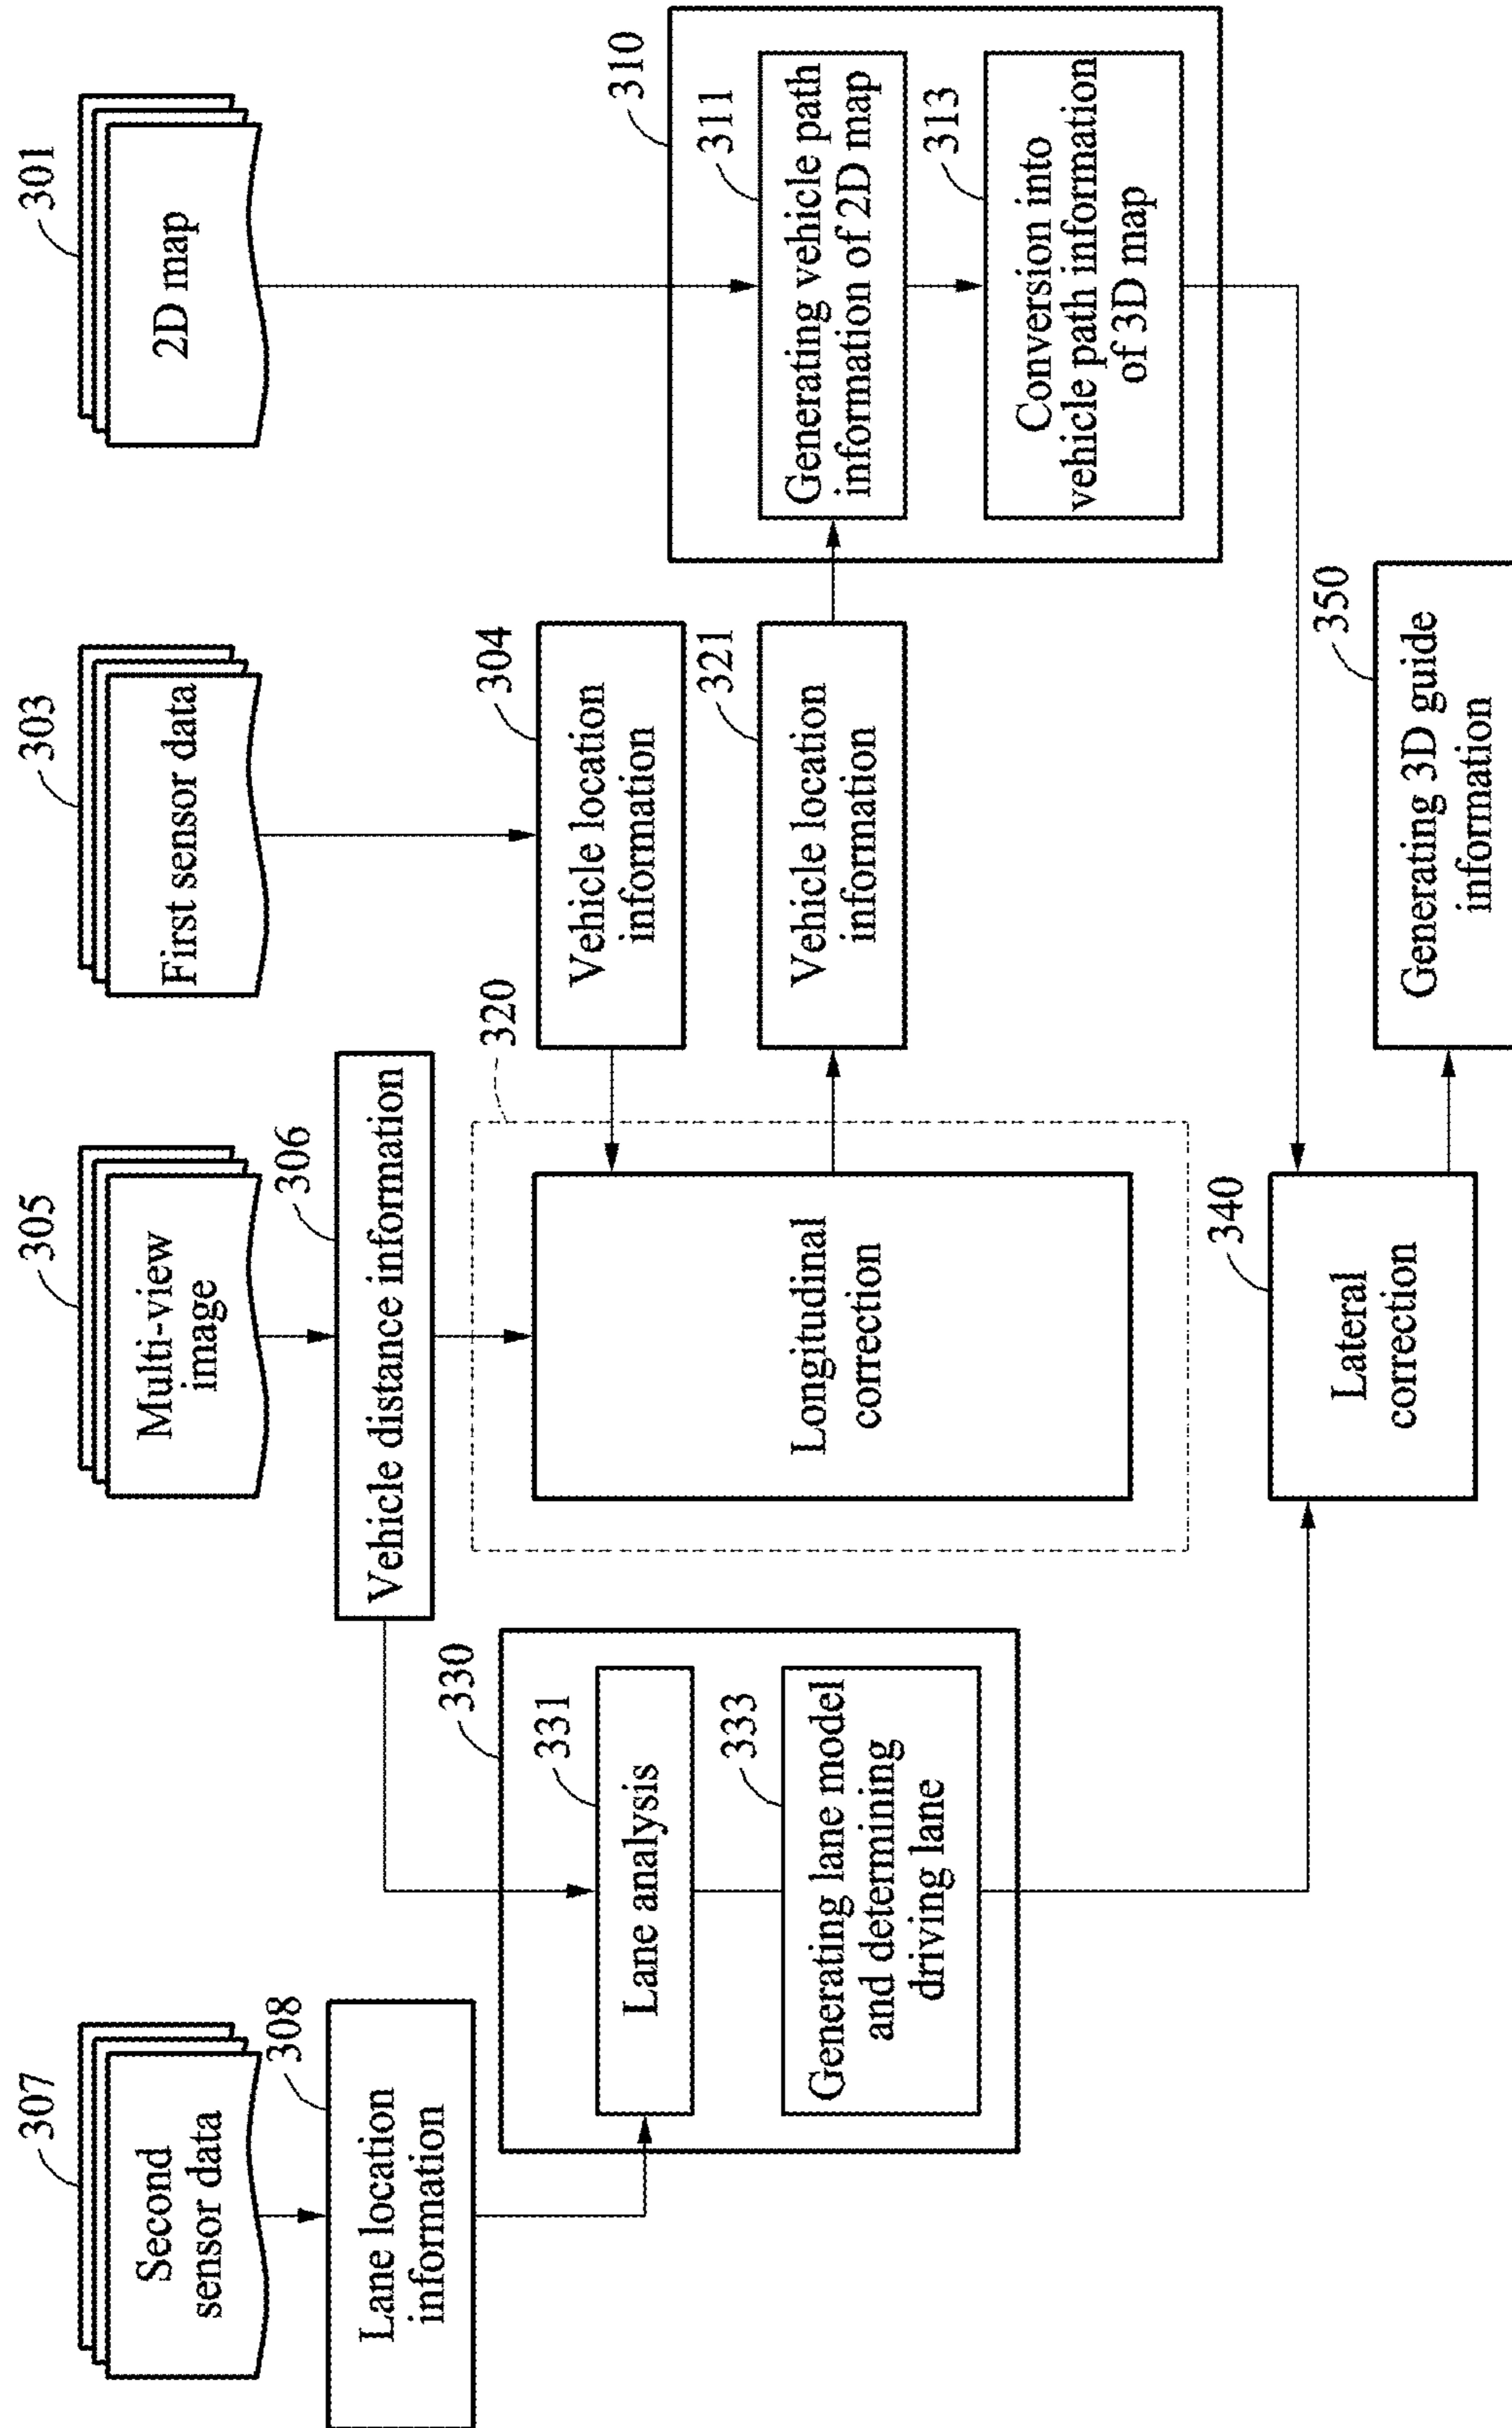 307
Second
sensor data
308
Lane location
information
305
Multi-view
image
306
Vehicle distance information
303
First sensor data
304
Vehicle location
information
301
2D map
330
331
Lane analysis
333
Generating lane model
and determining
driving lane
320
Longitudinal
correction
321
Vehicle location
information
310
311
Generating vehicle path
information of 2D map
313
Conversion into
vehicle path information
of 3D map
340
Lateral
correction
350
Generating 3D guide
information